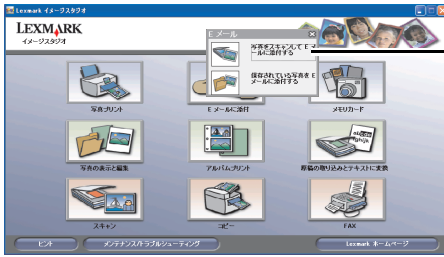 Lexmark イメージスタジオ
LEXMARK
イメージスタジオ
E メール
写真をスキャンして E メ
ールに添付する
保存されている写真を E
メールに添付する
写真プリント
E メールに添付
メモリカード
写真の表示と編集
アルバムプリント
原稿の取り込みとテキストに変換
スキャン
コピー
FAX
ヒント
メンテナンス/トラブルシューティング
Lexmark ホームページ